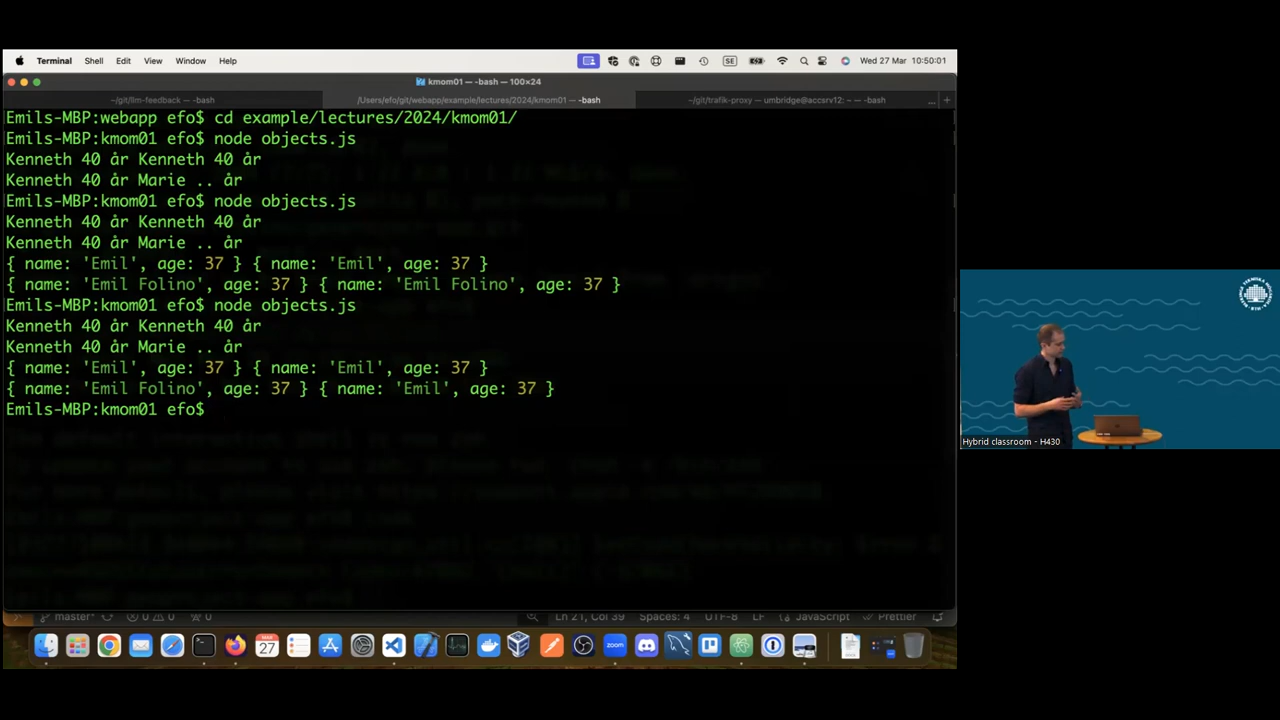 Terminal Shell Edit View Window Help SE Wed 27 Mar 10:50:01
kmom01 — -bash — 100×24
~/git/llm-feedback — -bash /Users/efo/git/webapp/example/lectures/2024/kmom01 — -bash ~/git/trafik-proxy — umbridge@accsrv12: ~ — -bash ... +
Emils-MBP:webapp efo$ cd example/lectures/2024/kmom01/
Emils-MBP:kmom01 efo$ node objects.js
Kenneth 40 år Kenneth 40 år
Kenneth 40 år Marie .. år
Emils-MBP:kmom01 efo$ node objects.js
Kenneth 40 år Kenneth 40 år
Kenneth 40 år Marie .. år
{ name: 'Emil', age: 37 } { name: 'Emil', age: 37 }
{ name: 'Emil Folino', age: 37 } { name: 'Emil Folino', age: 37 }
Emils-MBP:kmom01 efo$ node objects.js
Kenneth 40 år Kenneth 40 år
Kenneth 40 år Marie .. år
{ name: 'Emil', age: 37 } { name: 'Emil', age: 37 }
{ name: 'Emil Folino', age: 37 } { name: 'Emil', age: 37 }
Emils-MBP:kmom01 efo$
Hybrid classroom - H430
master* 0 0 0 Ln 21, Col 39 Spaces: 4 UTF-8 LF JavaScript Prettier
MAR
27
zoom